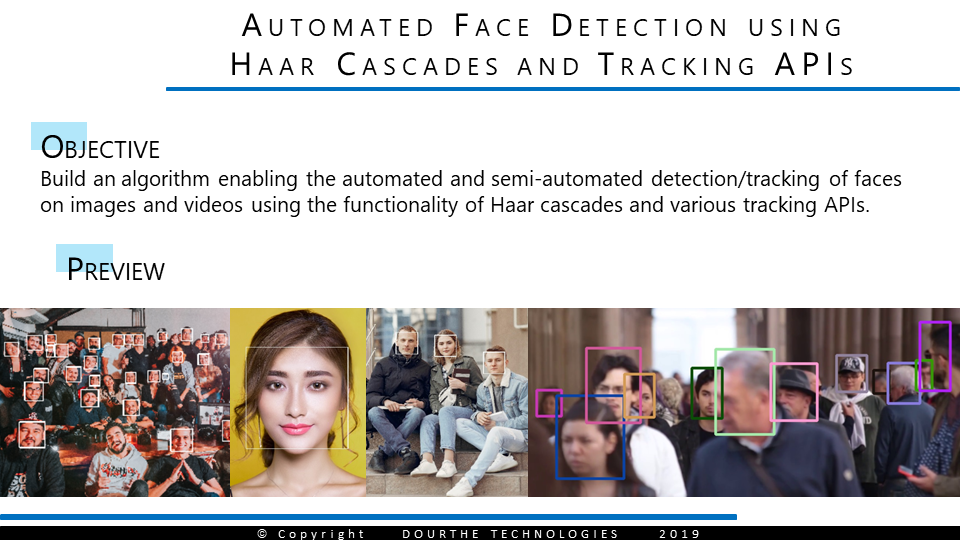 AUTOMATED FACE DETECTION USING
HAAR CASCADES AND TRACKING APIS
OBJECTIVE
Build an algorithm enabling the automated and semi-automated detection/tracking of faces
on images and videos using the functionality of Haar cascades and various tracking APIs.
PREVIEW
© Copyright DOURTHE TECHNOLOGIES 2019